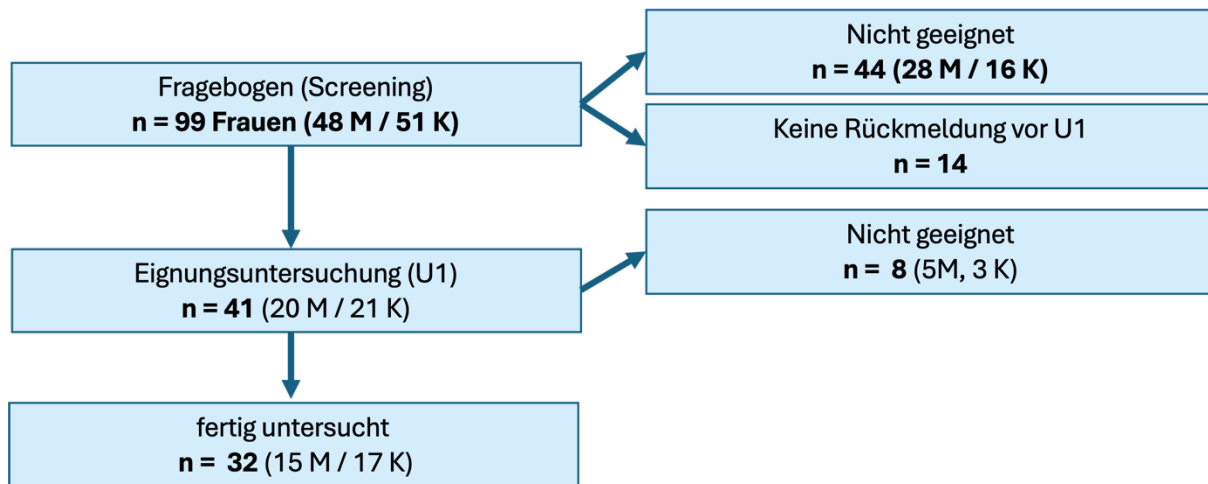 Fragebogen (Screening)
n = 99 Frauen (48 M / 51 K)
Nicht geeignet
n = 44 (28 M / 16 K)
Keine Rückmeldung vor U1
n = 14
Eignungsuntersuchung (U1)
n = 41 (20 M / 21 K)
Nicht geeignet
n = 8 (5M, 3 K)
fertig untersucht
n = 32 (15 M / 17 K)